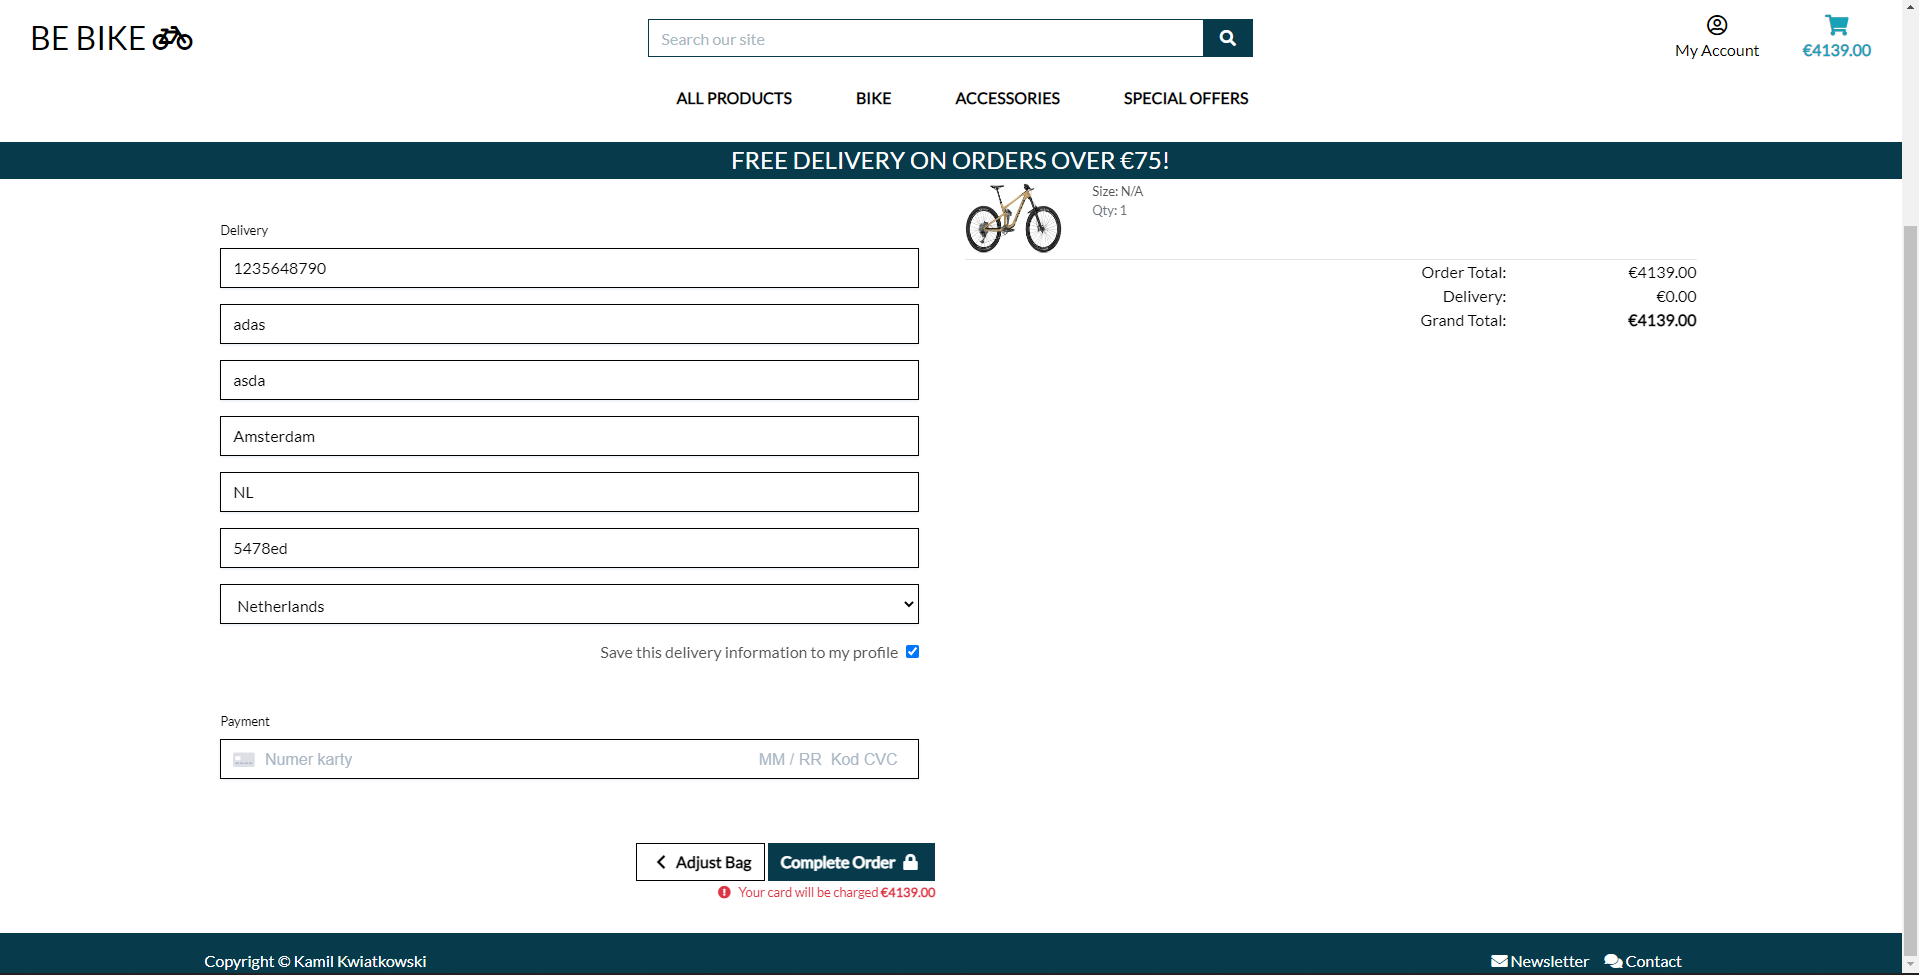 BE BIKE
Search our site
My Account
€4139.00
ALL PRODUCTS BIKE ACCESSORIES SPECIAL OFFERS
FREE DELIVERY ON ORDERS OVER €75!
Size: N/A
Qty: 1
Delivery
1235648790
adas
asda
Amsterdam
NL
5478ed
Netherlands
Save this delivery information to my profile
Order Total: €4139.00
Delivery: €0.00
Grand Total: €4139.00
Payment
Numer karty MM / RR Kod CVC
Adjust Bag Complete Order
Your card will be charged €4139.00
Copyright © Kamil Kwiatkowski Newsletter Contact